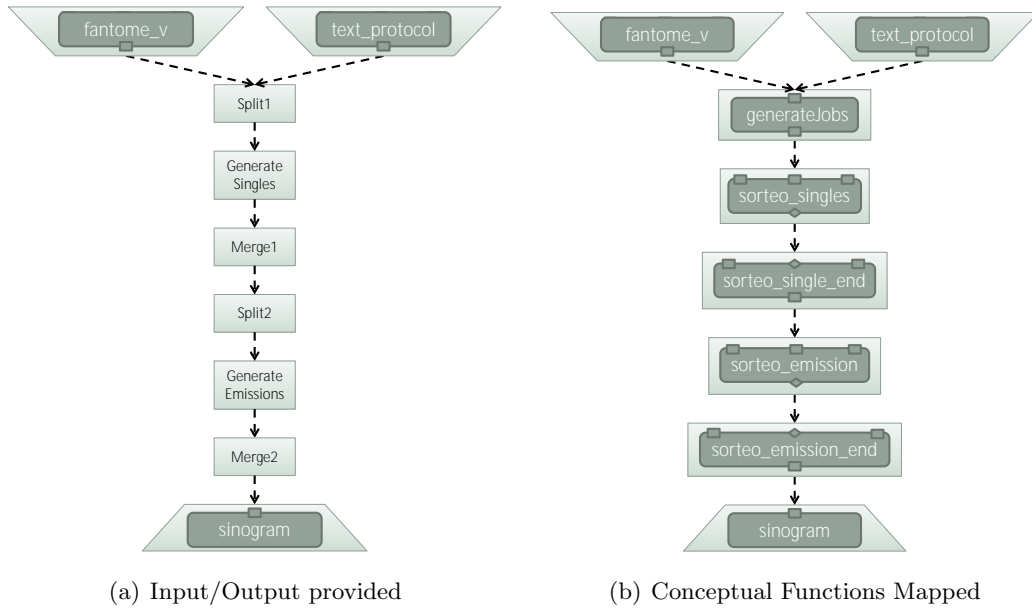 fantome_v
text_protocol
Split1
Generate
Singles
Merge1
Split2
Generate
Emissions
Merge2
sinogram
(a) Input/Output provided
fantome_v
text_protocol
generateJobs
sorteo_singles
sorteo_single_end
sorteo_emission
sorteo_emission_end
sinogram
(b) Conceptual Functions Mapped